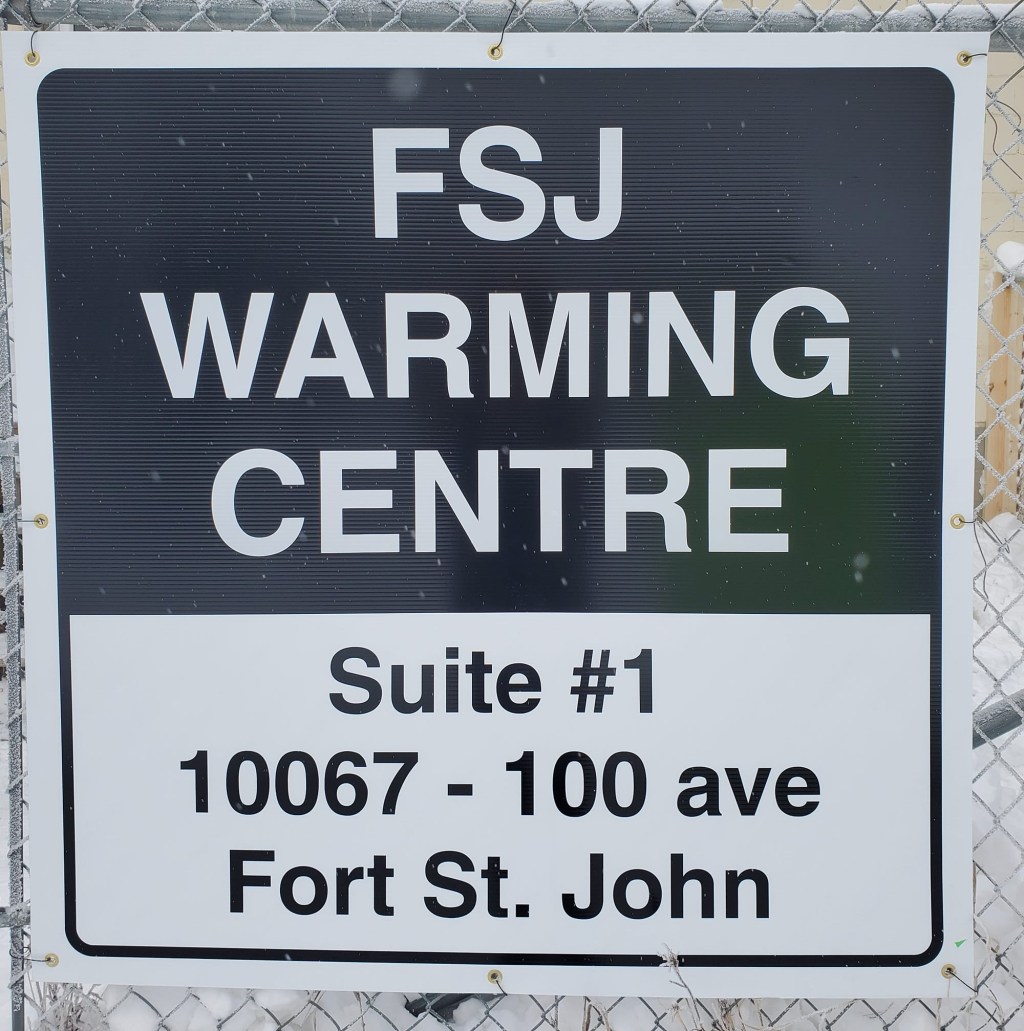 FSJ
WARMING
CENTRE
Suite #1
10067 - 100 ave
Fort St. John